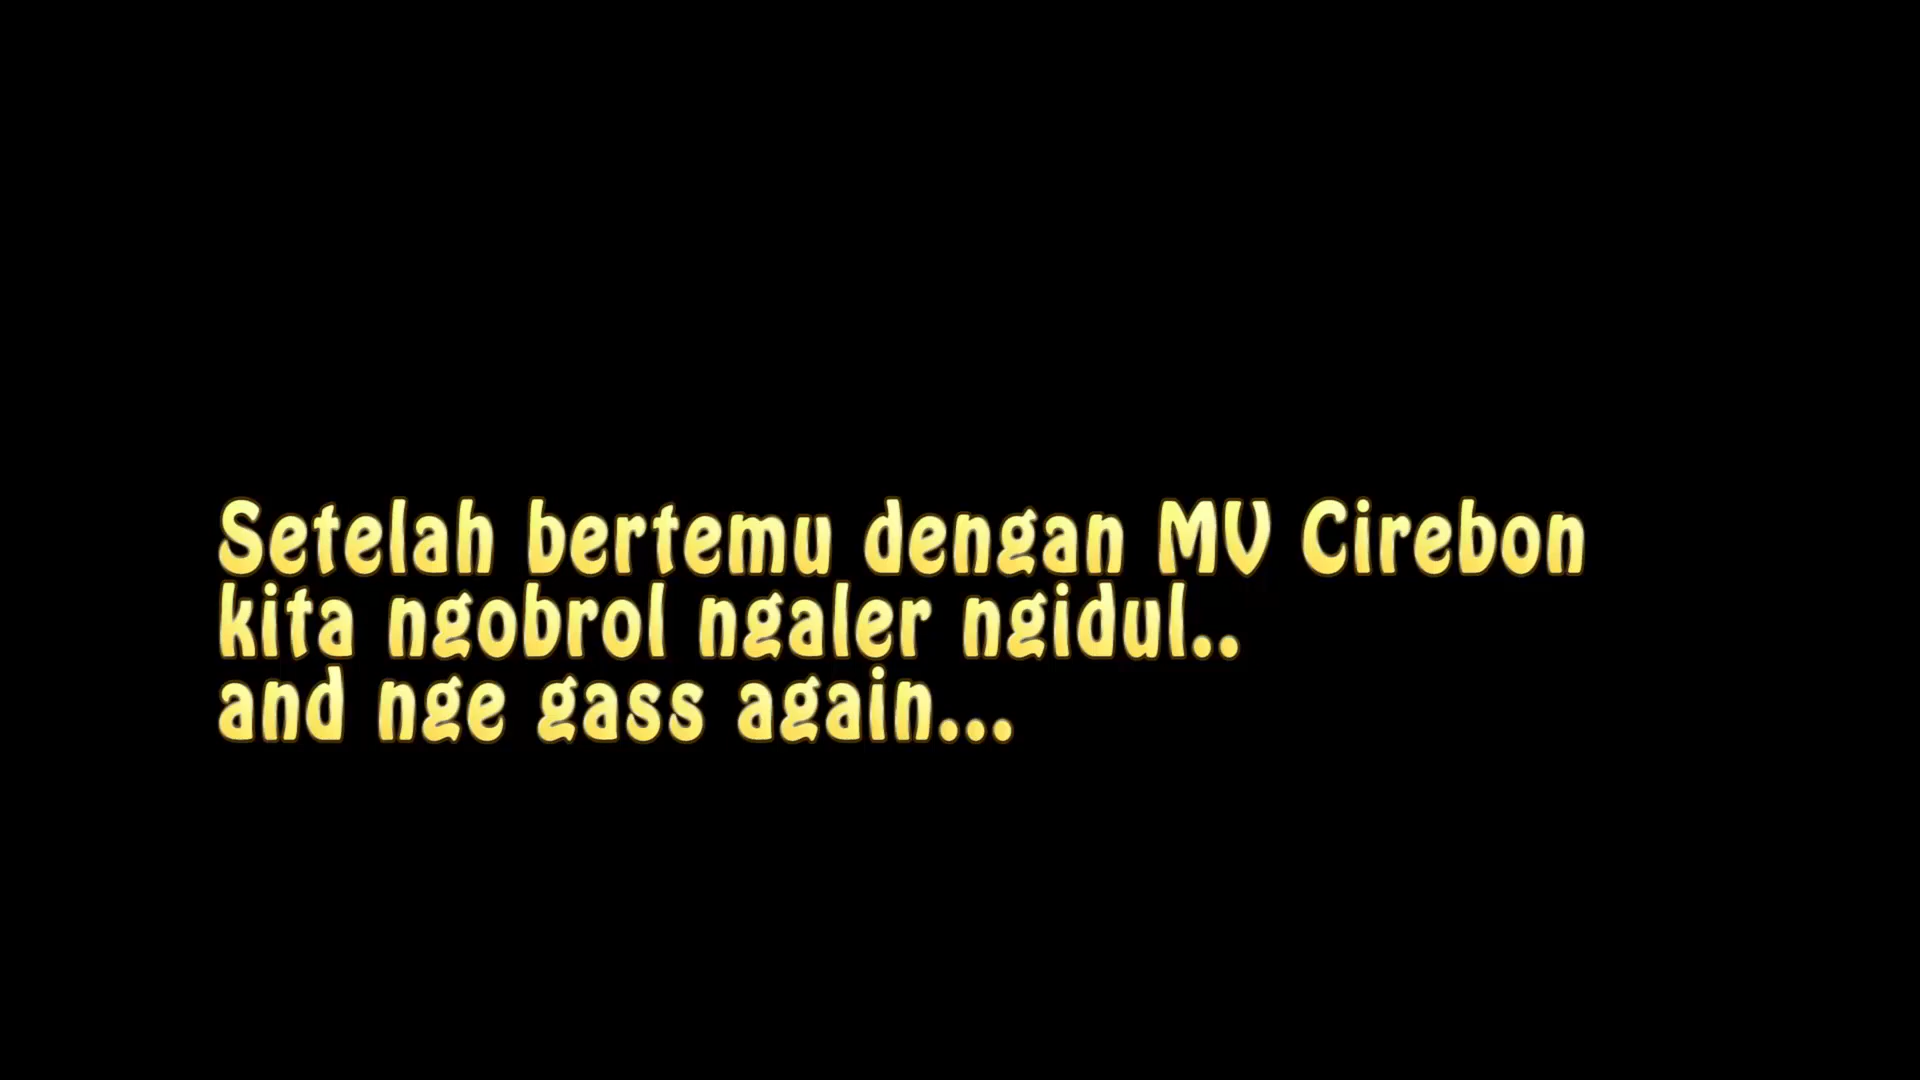 Setelah bertemu dengan MV Cirebon
kita ngobrol ngaler ngidul..
and nge gass again...